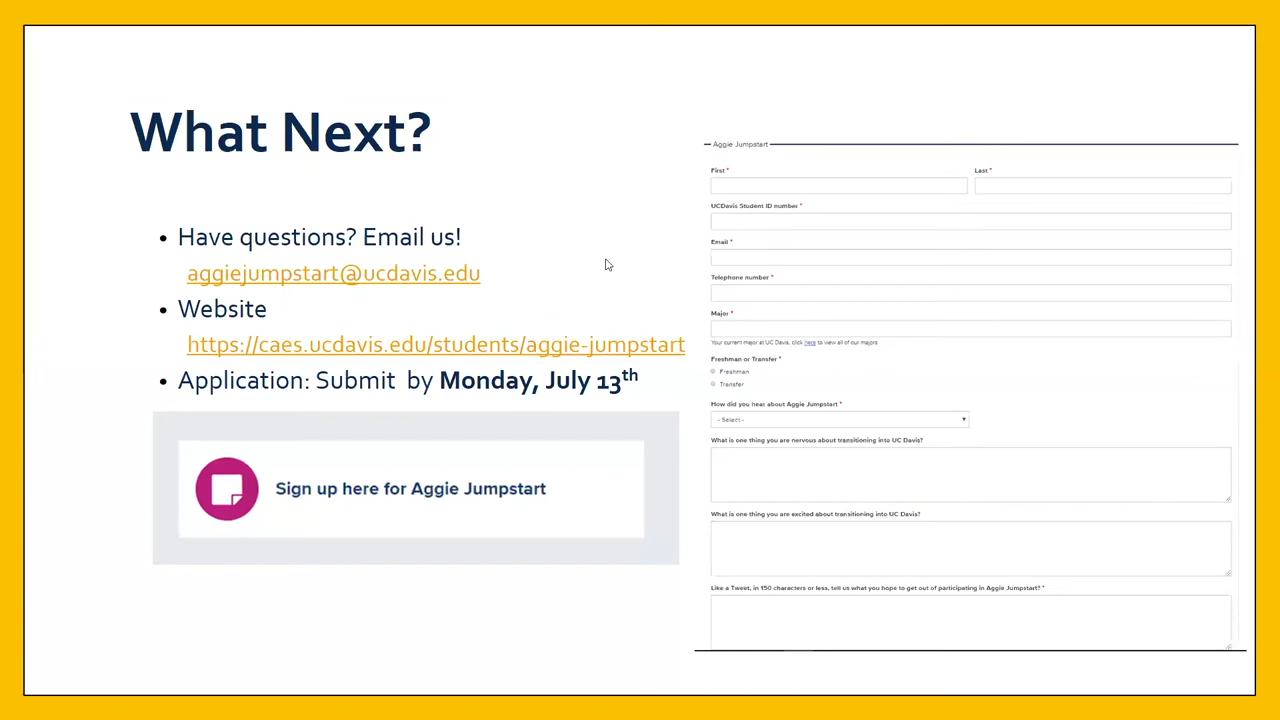 What Next?
• Have questions? Email us!
aggiejumpstart@ucdavis.edu
• Website
https://caes.ucdavis.edu/students/aggie-jumpstart
• Application: Submit by Monday, July 13th
Sign up here for Aggie Jumpstart
Aggie Jumpstart
First * Last *
UCDavis Student ID number *
Email *
Telephone number *
Major *
Your current major at UC Davis, click here to view all of our majors
Freshman or Transfer *
Freshman
Transfer
How did you hear about Aggie Jumpstart *
- Select -
What is one thing you are nervous about transitioning into UC Davis?
What is one thing you are excited about transitioning into UC Davis?
Like a Tweet, in 150 characters or less, tell us what you hope to get out of participating in Aggie Jumpstart? *